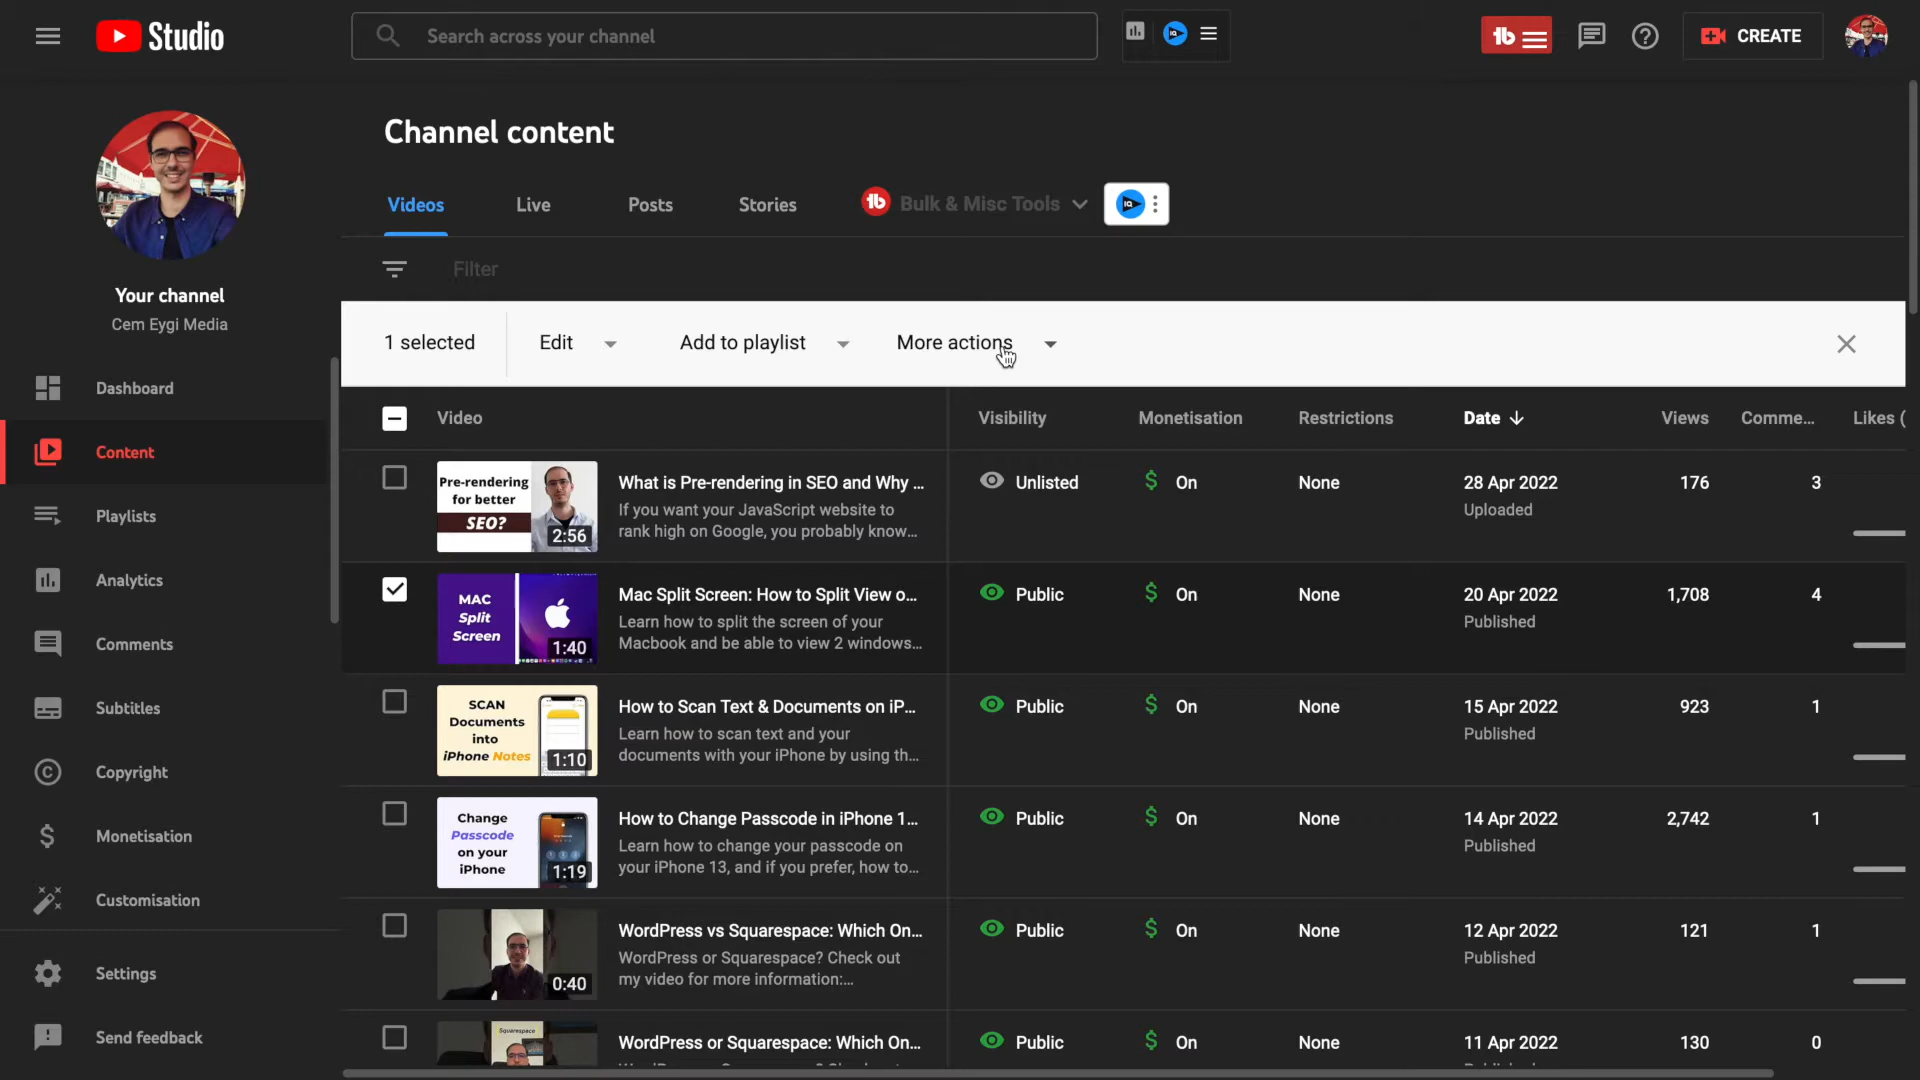 Studio
Search across your channel
CREATE
Your channel
Cem Eygi Media
Dashboard
Content
Playlists
Analytics
Comments
Subtitles
Copyright
Monetisation
Customisation
Settings
Send feedback
Channel content
Videos Live Posts Stories Bulk & Misc Tools
Filter
1 selected Edit Add to playlist More actions
Video Visibility Monetisation Restrictions Date Views Comme... Likes (
Pre-rendering
for better
SEO?
2:56
What is Pre-rendering in SEO and Why ...
If you want your JavaScript website to
rank high on Google, you probably know...
Unlisted On None 28 Apr 2022 176 3
Uploaded
MAC
Split
Screen
1:40
Mac Split Screen: How to Split View o...
Learn how to split the screen of your
Macbook and be able to view 2 windows...
Public On None 20 Apr 2022 1,708 4
Published
SCAN
Documents
into
iPhone Notes
1:10
How to Scan Text & Documents on iP...
Learn how to scan text and your
documents with your iPhone by using th...
Public On None 15 Apr 2022 923 1
Published
Change
Passcode
on your
iPhone
1:19
How to Change Passcode in iPhone 1...
Learn how to change your passcode on
your iPhone 13, and if you prefer, how to...
Public On None 14 Apr 2022 2,742 1
Published
0:40
WordPress vs Squarespace: Which On...
WordPress or Squarespace? Check out
my video for more information:...
Public On None 12 Apr 2022 121 1
Published
Squarespace
WordPress or Squarespace: Which On...
Public On None 11 Apr 2022 130 0